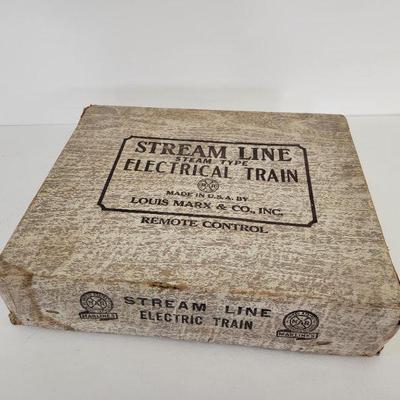 STREAM LINE
STEAM TYPE
ELECTRICAL TRAIN
MADE IN U.S.A. BY
LOUIS MARX & CO., INC.
REMOTE CONTROL
STREAM LINE
ELECTRIC TRAIN
MARLINES
MARLINES